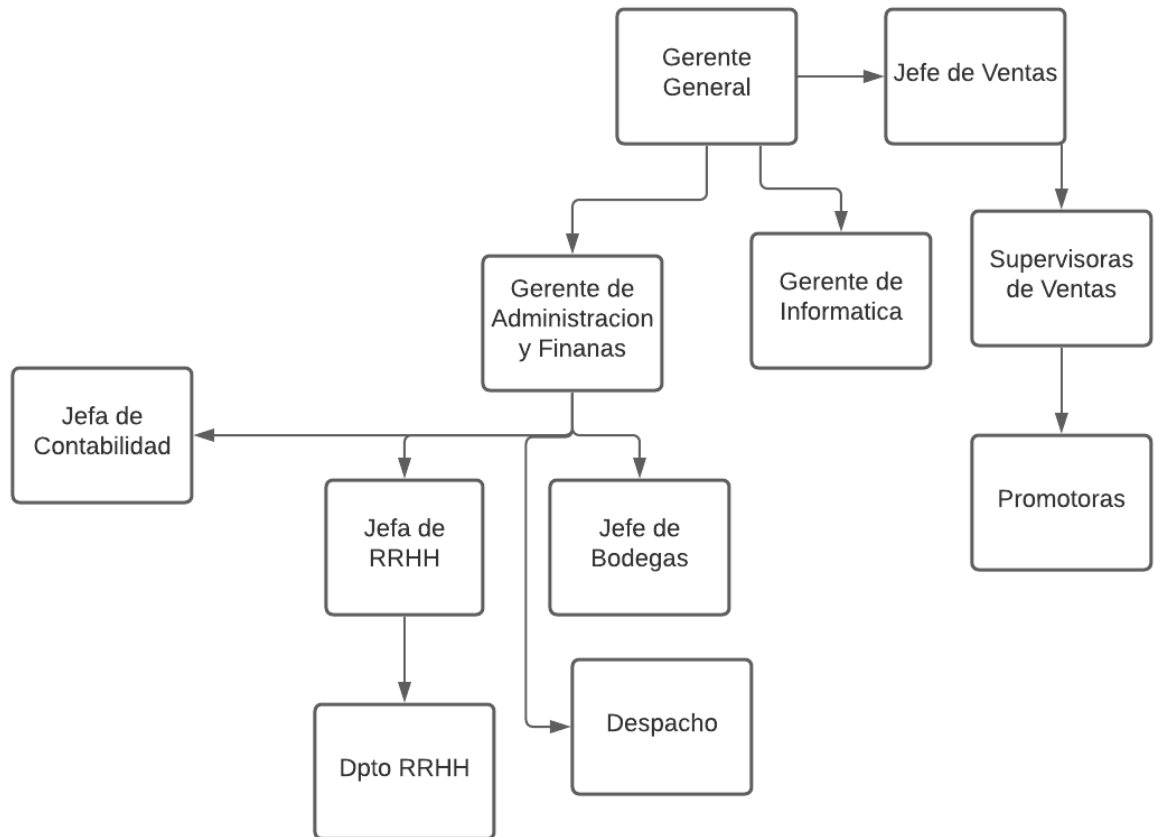 Gerente
General
Jefe de Ventas
Gerente de
Administracion
y Finanas
Gerente de
Informatica
Supervisoras
de Ventas
Jefa de
Contabilidad
Jefa de
RRHH
Jefe de
Bodegas
Promotoras
Dpto RRHH
Despacho